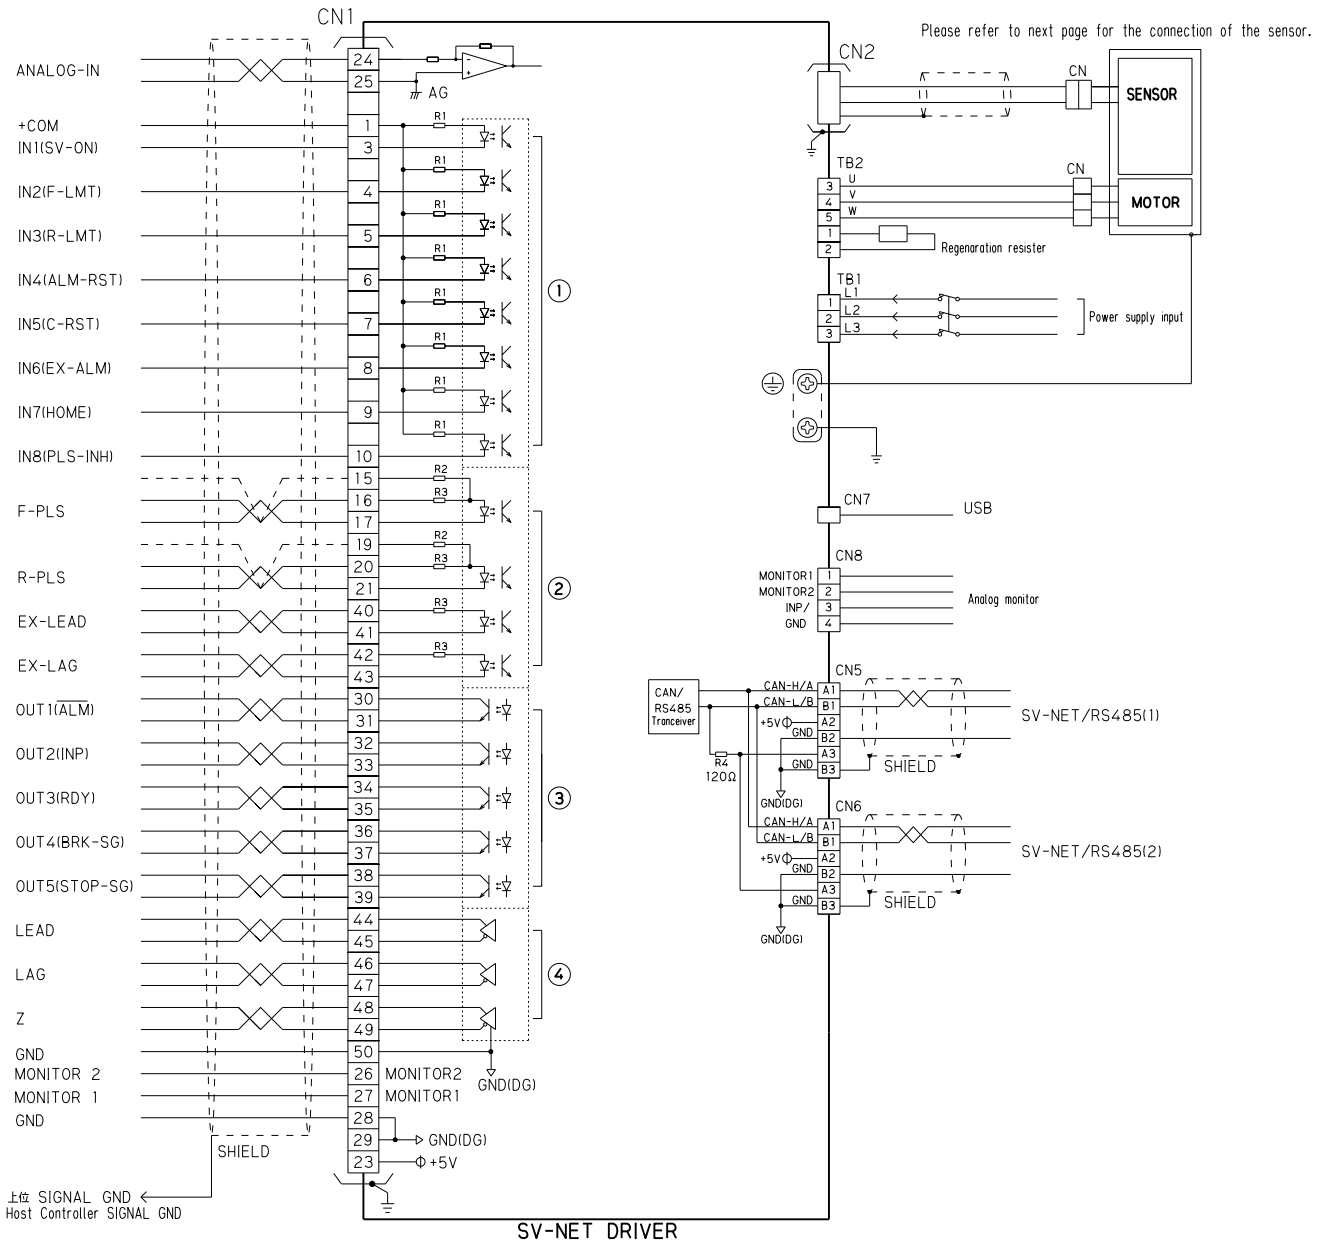 Please refer to next page for the connection of the sensor.
CN1
ANALOG-IN
24
25
AG
+COM
1
R1
IN1(SV-ON)
3
R1
IN2(F-LMT)
4
R1
IN3(R-LMT)
5
R1
IN4(ALM-RST)
6
R1
IN5(C-RST)
7
R1
IN6(EX-ALM)
8
R1
IN7(HOME)
9
R1
IN8(PLS-INH)
10
①
15
R2
F-PLS
16
R3
17
19
R2
R-PLS
20
R3
21
EX-LEAD
40
R3
41
EX-LAG
42
R3
43
②
OUT1(A̅L̅M̅)
30
31
OUT2(INP)
32
33
OUT3(RDY)
34
35
OUT4(BRK-SG)
36
37
OUT5(STOP-SG)
38
39
③
LEAD
44
45
LAG
46
47
Z
48
49
④
GND
50
GND(DG)
MONITOR 2
26 MONITOR2
MONITOR 1
27 MONITOR1
GND
28
29 GND(DG)
23 +5V
SHIELD
上位 SIGNAL GND
Host Controller SIGNAL GND
SV-NET DRIVER
CN2
CN
SENSOR
TB2
CN
3 U
4 V
5 W
1
2
MOTOR
Regenaration resister
TB1
1 L1
2 L2
3 L3
Power supply input
CN7
USB
CN8
MONITOR1 1
MONITOR2 2
INP/ 3
GND 4
Analog monitor
CN5
CAN/
RS485
Tranceiver
CAN-H/A A1
CAN-L/B B1
+5V A2
GND B2
A3
GND B3
R4
120Ω
GND(DG)
SHIELD
SV-NET/RS485(1)
CN6
CAN-H/A A1
CAN-L/B B1
+5V A2
GND B2
A3
GND B3
GND(DG)
SHIELD
SV-NET/RS485(2)